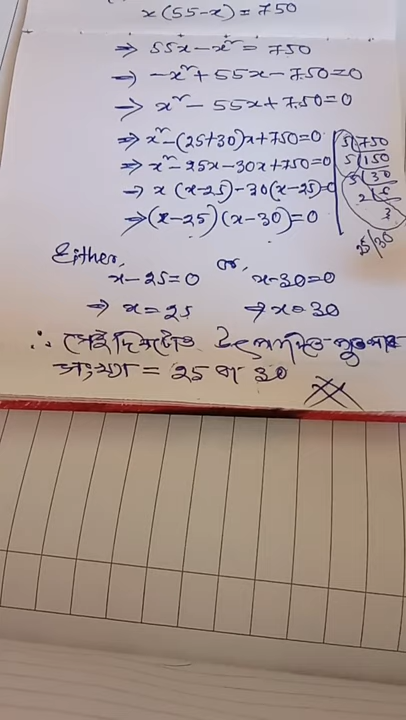 x(55-x) = 750
⇒ 55x-x² = 750
⇒ -x²+55x-750=0
⇒ x²-55x+750=0
⇒ x²-(25+30)x+750=0
⇒ x²-25x-30x+750=0
⇒ x(x-25)-30(x-25)=0
⇒ (x-25)(x-30)=0
5|750
5|150
5|30
2|6
3
25/30
Either, or,
x-25=0 x-30=0
⇒ x=25 ⇒ x=30
∴ সেই দিনটোত
সংখ্যা = 25 বা 30